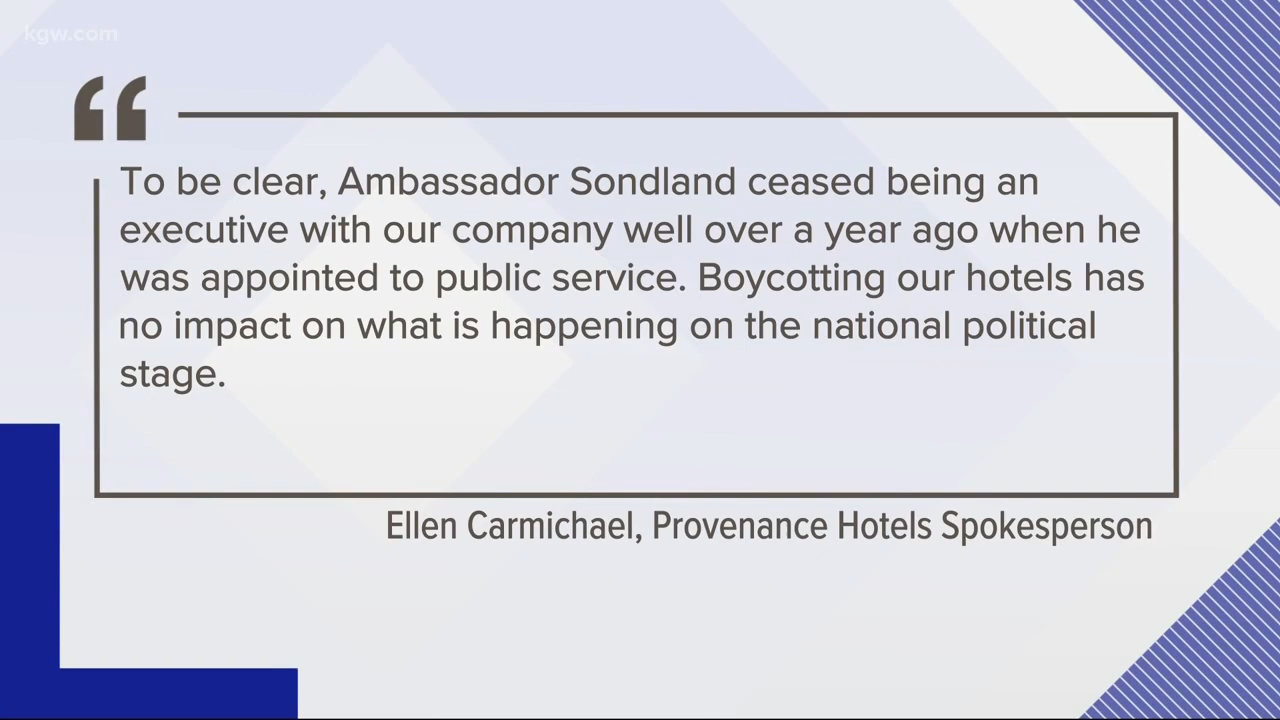 kgw.com
“
To be clear, Ambassador Sondland ceased being an
executive with our company well over a year ago when he
was appointed to public service. Boycotting our hotels has
no impact on what is happening on the national political
stage.
Ellen Carmichael, Provenance Hotels Spokesperson